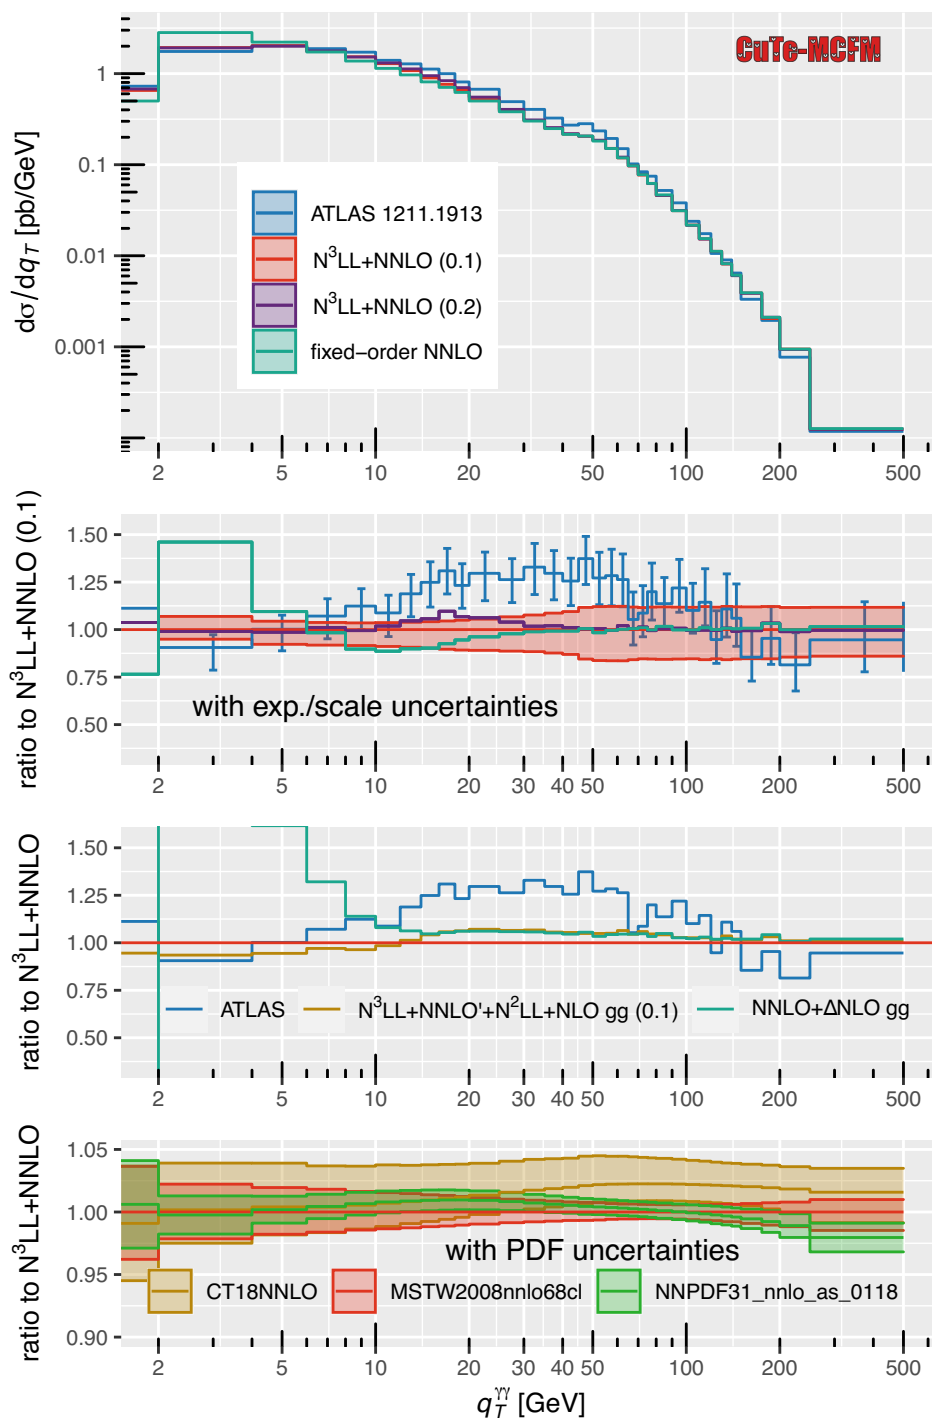 CuTe-MCFM
dσ/dq_T [pb/GeV]
1
0.1
0.01
0.001
ATLAS 1211.1913
N³LL+NNLO (0.1)
N³LL+NNLO (0.2)
fixed−order NNLO
2 5 10 20 30 40 50 100 200 500
ratio to N³LL+NNLO (0.1)
1.50
1.25
1.00
0.75
0.50
with exp./scale uncertainties
2 5 10 20 30 40 50 100 200 500
ratio to N³LL+NNLO
1.50
1.25
1.00
0.75
0.50
ATLAS N³LL+NNLO'+N²LL+NLO gg (0.1) NNLO+ΔNLO gg
2 5 10 20 30 40 50 100 200 500
ratio to N³LL+NNLO
1.05
1.00
0.95
0.90
with PDF uncertainties
CT18NNLO MSTW2008nnlo68cl NNPDF31_nnlo_as_0118
2 5 10 20 30 40 50 100 200 500
q_T^γγ [GeV]